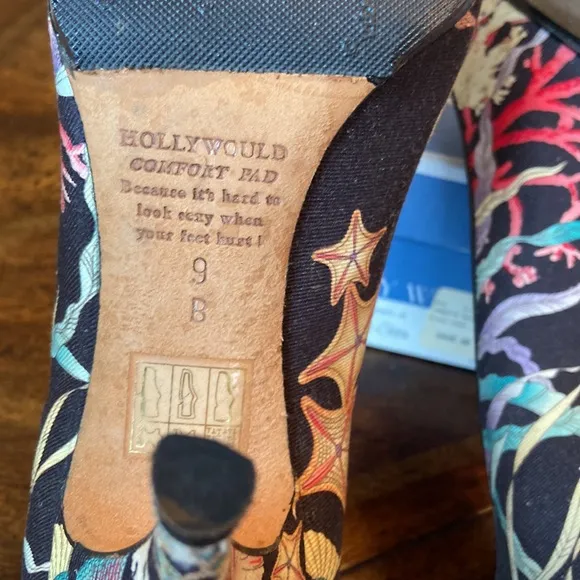 HOLLYWOULD
COMFORT PAD
Because it's hard to
look sexy when
your feet hurt!
9
B